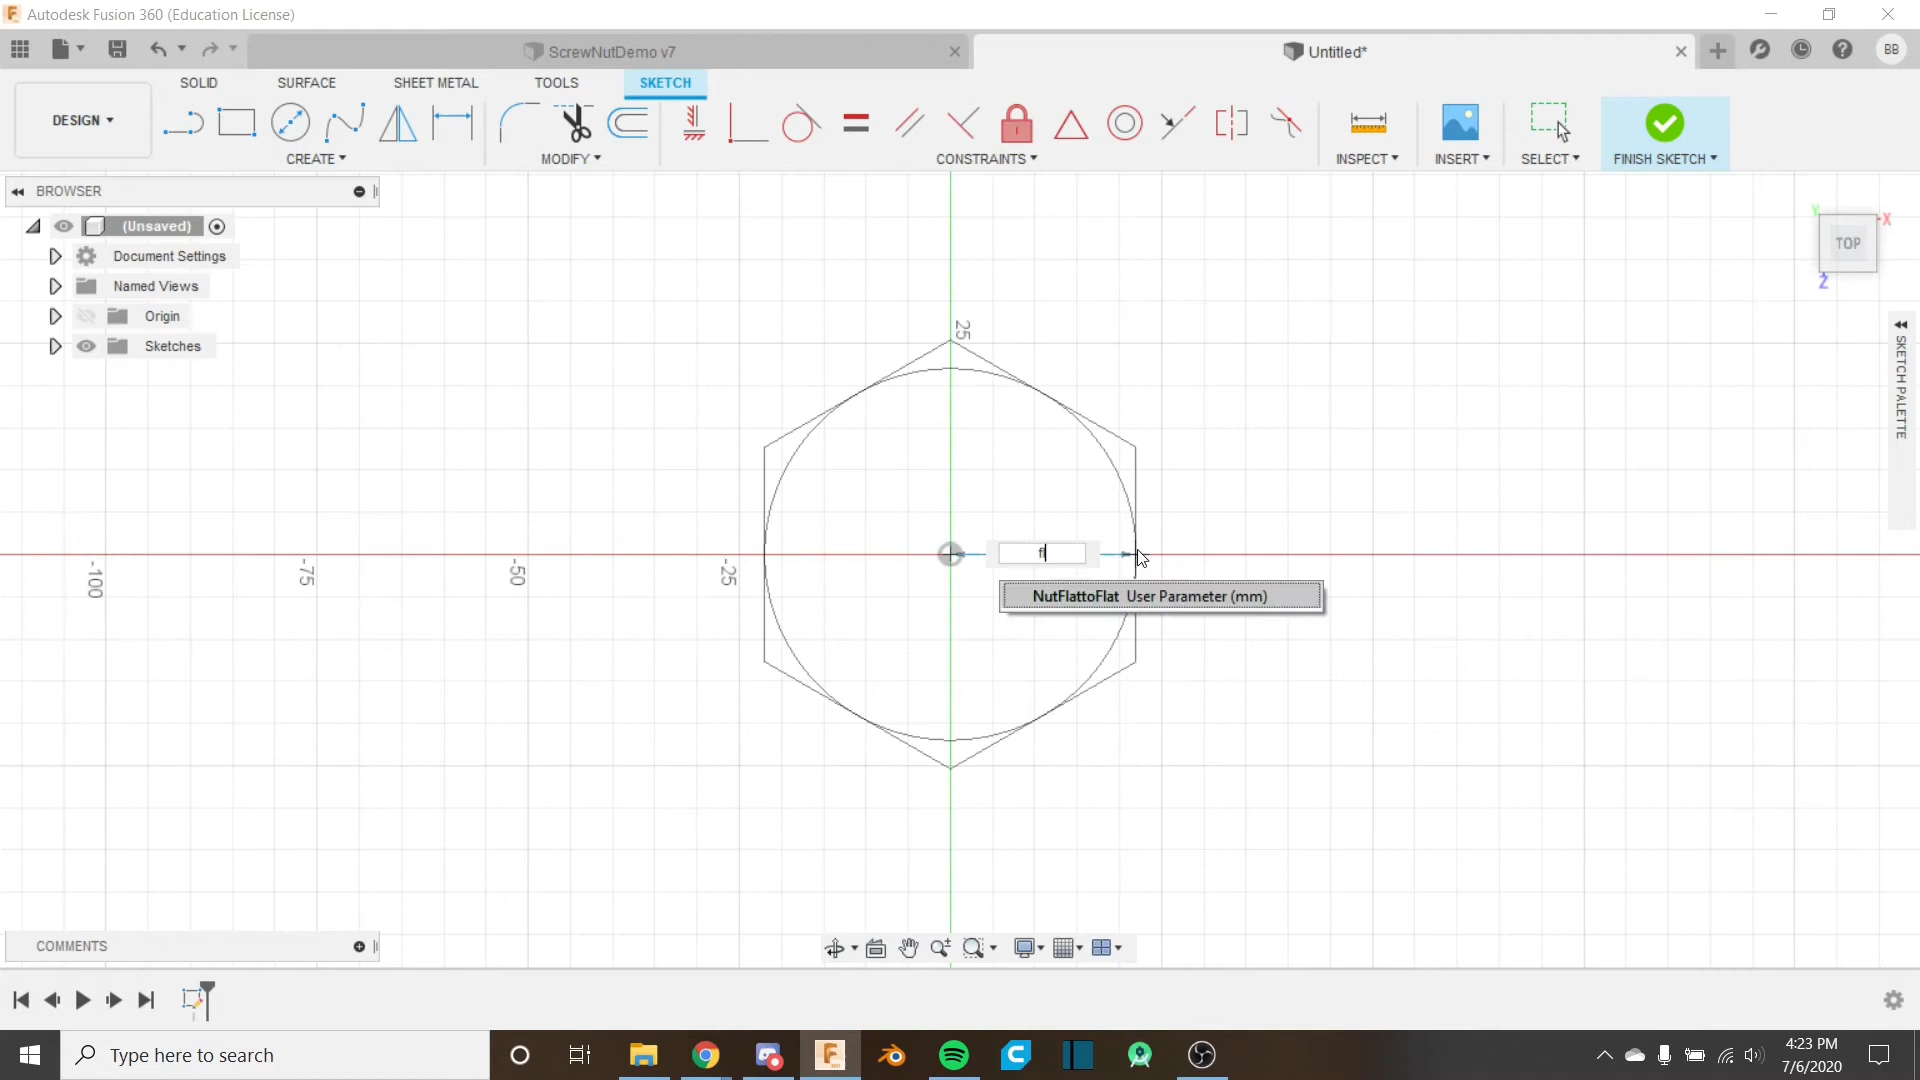 Autodesk Fusion 360 (Education License)
ScrewNutDemo v7
Untitled*
BB
SOLID
SURFACE
SHEET METAL
TOOLS
SKETCH
DESIGN
CREATE
MODIFY
CONSTRAINTS
INSPECT
INSERT
SELECT
FINISH SKETCH
BROWSER
(Unsaved)
Document Settings
Named Views
Origin
Sketches
Y
X
TOP
Z
SKETCH PALETTE
25
fl
NutFlattoFlat User Parameter (mm)
-100
-75
-50
-25
COMMENTS
Type here to search
4:23 PM
7/6/2020